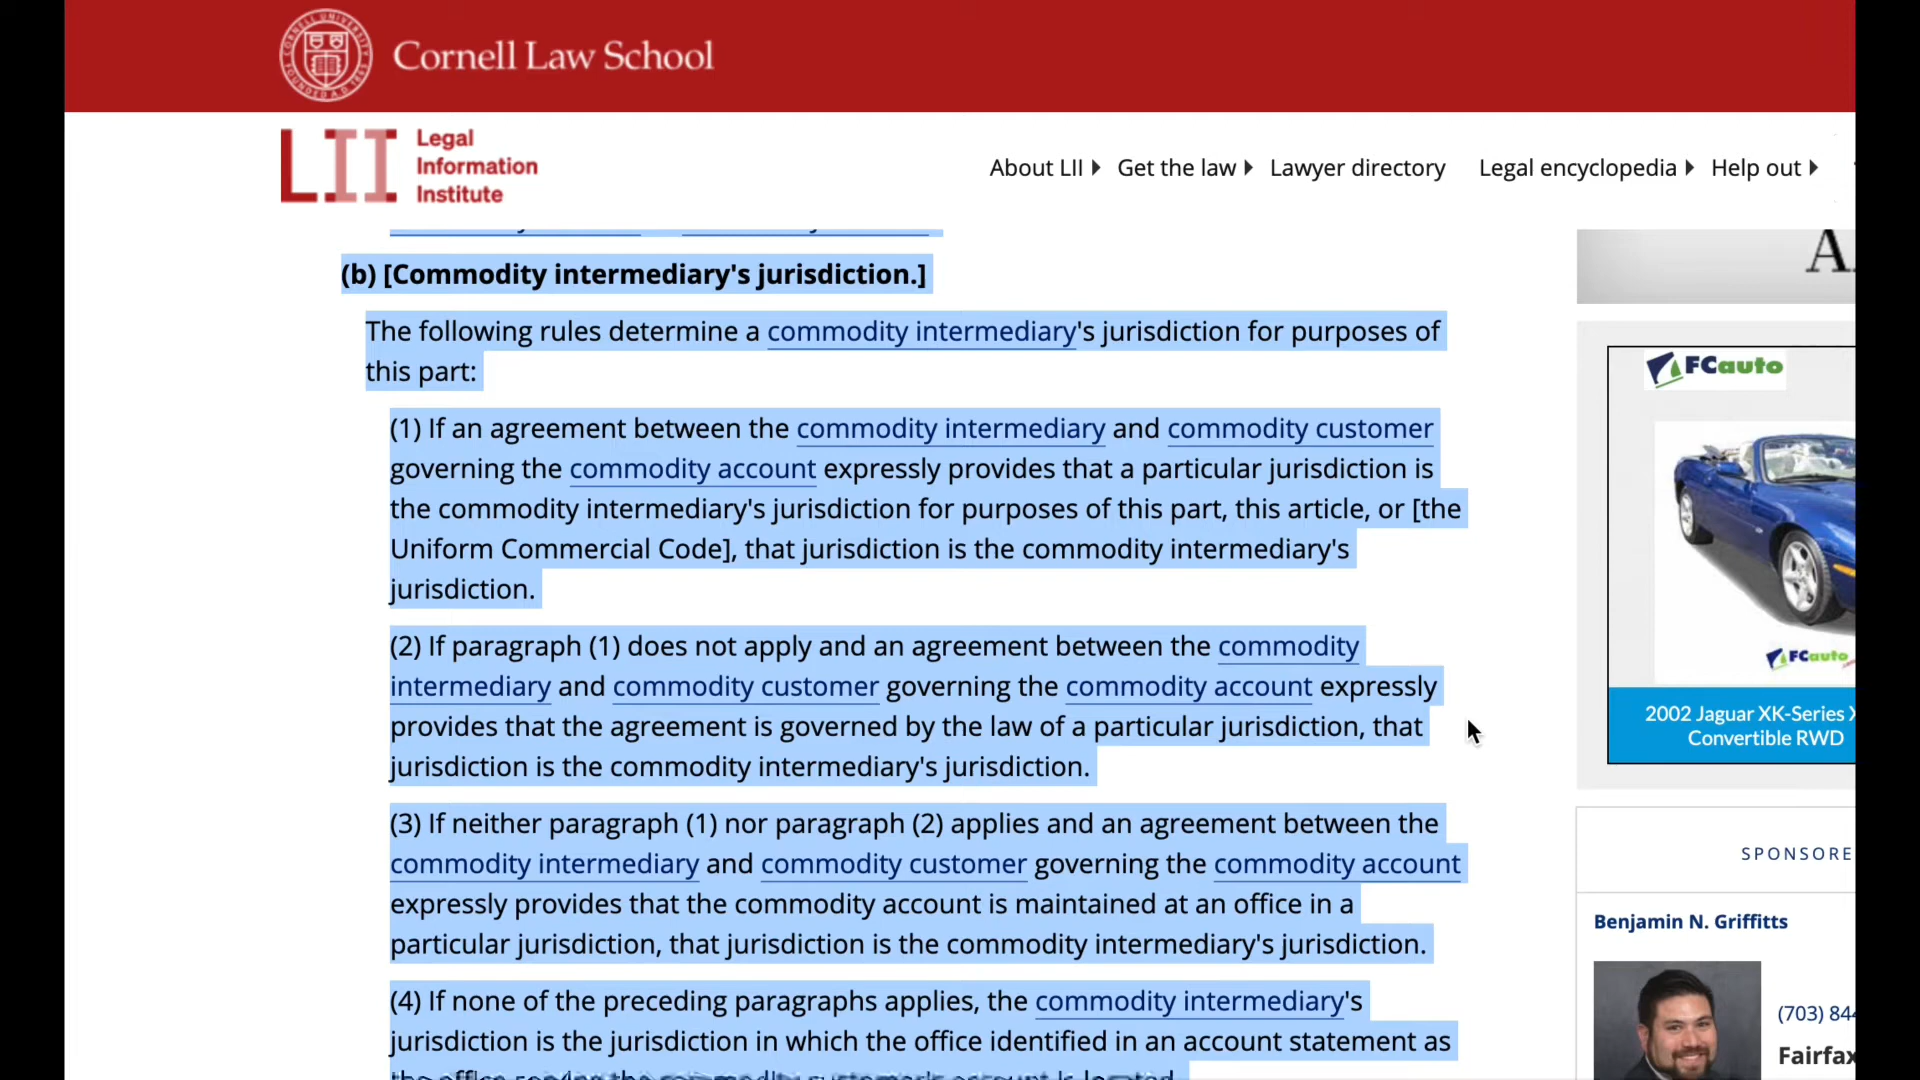 Cornell Law School
LII
Legal
Information
Institute
About LII
Get the law
Lawyer directory
Legal encyclopedia
Help out
(b) [Commodity intermediary's jurisdiction.]
The following rules determine a commodity intermediary's jurisdiction for purposes of
this part:
(1) If an agreement between the commodity intermediary and commodity customer
governing the commodity account expressly provides that a particular jurisdiction is
the commodity intermediary's jurisdiction for purposes of this part, this article, or [the
Uniform Commercial Code], that jurisdiction is the commodity intermediary's
jurisdiction.
(2) If paragraph (1) does not apply and an agreement between the commodity
intermediary and commodity customer governing the commodity account expressly
provides that the agreement is governed by the law of a particular jurisdiction, that
jurisdiction is the commodity intermediary's jurisdiction.
(3) If neither paragraph (1) nor paragraph (2) applies and an agreement between the
commodity intermediary and commodity customer governing the commodity account
expressly provides that the commodity account is maintained at an office in a
particular jurisdiction, that jurisdiction is the commodity intermediary's jurisdiction.
(4) If none of the preceding paragraphs applies, the commodity intermediary's
jurisdiction is the jurisdiction in which the office identified in an account statement as
the office serving the commodity customer's account is located.
A
FCauto
FCauto
2002 Jaguar XK-Series
Convertible RWD
SPONSORE
Benjamin N. Griffitts
(703) 84
Fairfax